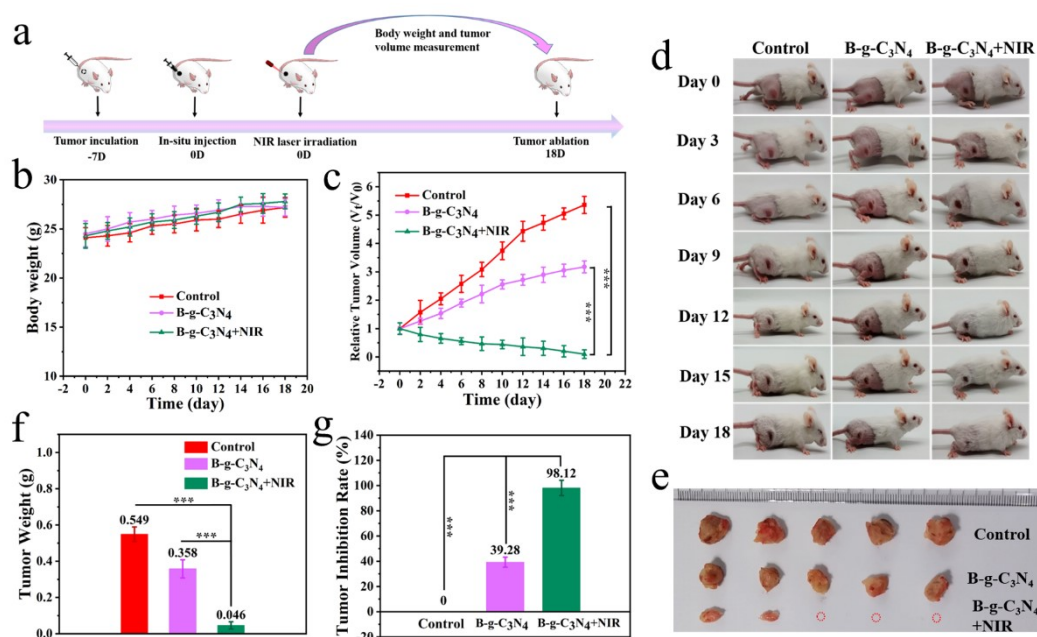 a
Body weight and tumor
volume measurement
Tumor inculation
-7D
In-situ injection
0D
NIR laser irradiation
0D
Tumor ablation
18D
b
Body weight (g)
30
25
20
15
10
Control
B-g-C₃N₄
B-g-C₃N₄+NIR
-2 0 2 4 6 8 10 12 14 16 18 20
Time (day)
c
Relative Tumor Volume (Vt/V0)
6
5
4
3
2
1
0
Control
B-g-C₃N₄
B-g-C₃N₄+NIR
***
***
-2 0 2 4 6 8 10 12 14 16 18 20 22
Time (day)
d
Control B-g-C₃N₄ B-g-C₃N₄+NIR
Day 0
Day 3
Day 6
Day 9
Day 12
Day 15
Day 18
f
Tumor Weight (g)
1.0
0.8
0.6
0.4
0.2
0.0
Control
B-g-C₃N₄
B-g-C₃N₄+NIR
***
***
0.549
0.358
0.046
g
Tumor Inhibition Rate (%)
140
120
100
80
60
40
20
0
-20
***
***
0
39.28
98.12
Control B-g-C₃N₄ B-g-C₃N₄+NIR
e
Control
B-g-C₃N₄
B-g-C₃N₄
+NIR